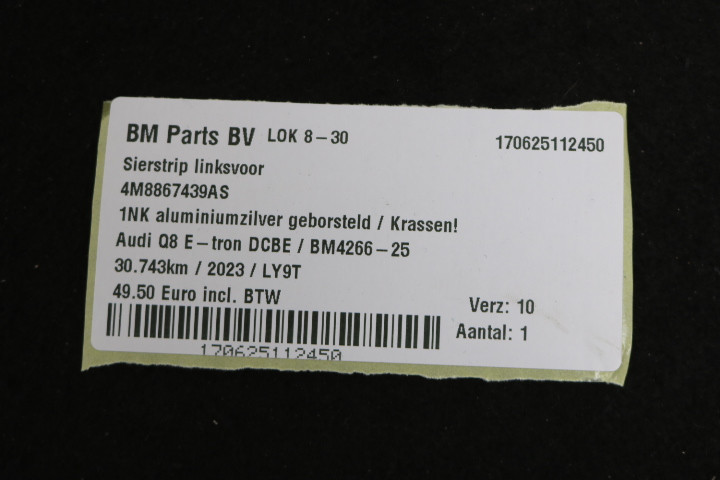 BM Parts BV LOK 8-30 170625112450
Sierstrip linksvoor
4M8867439AS
1NK aluminiumzilver geborsteld / Krassen!
Audi Q8 E-tron DCBE / BM4266-25
30.743km / 2023 / LY9T
49.50 Euro incl. BTW
Verz: 10
Aantal: 1
170625112450